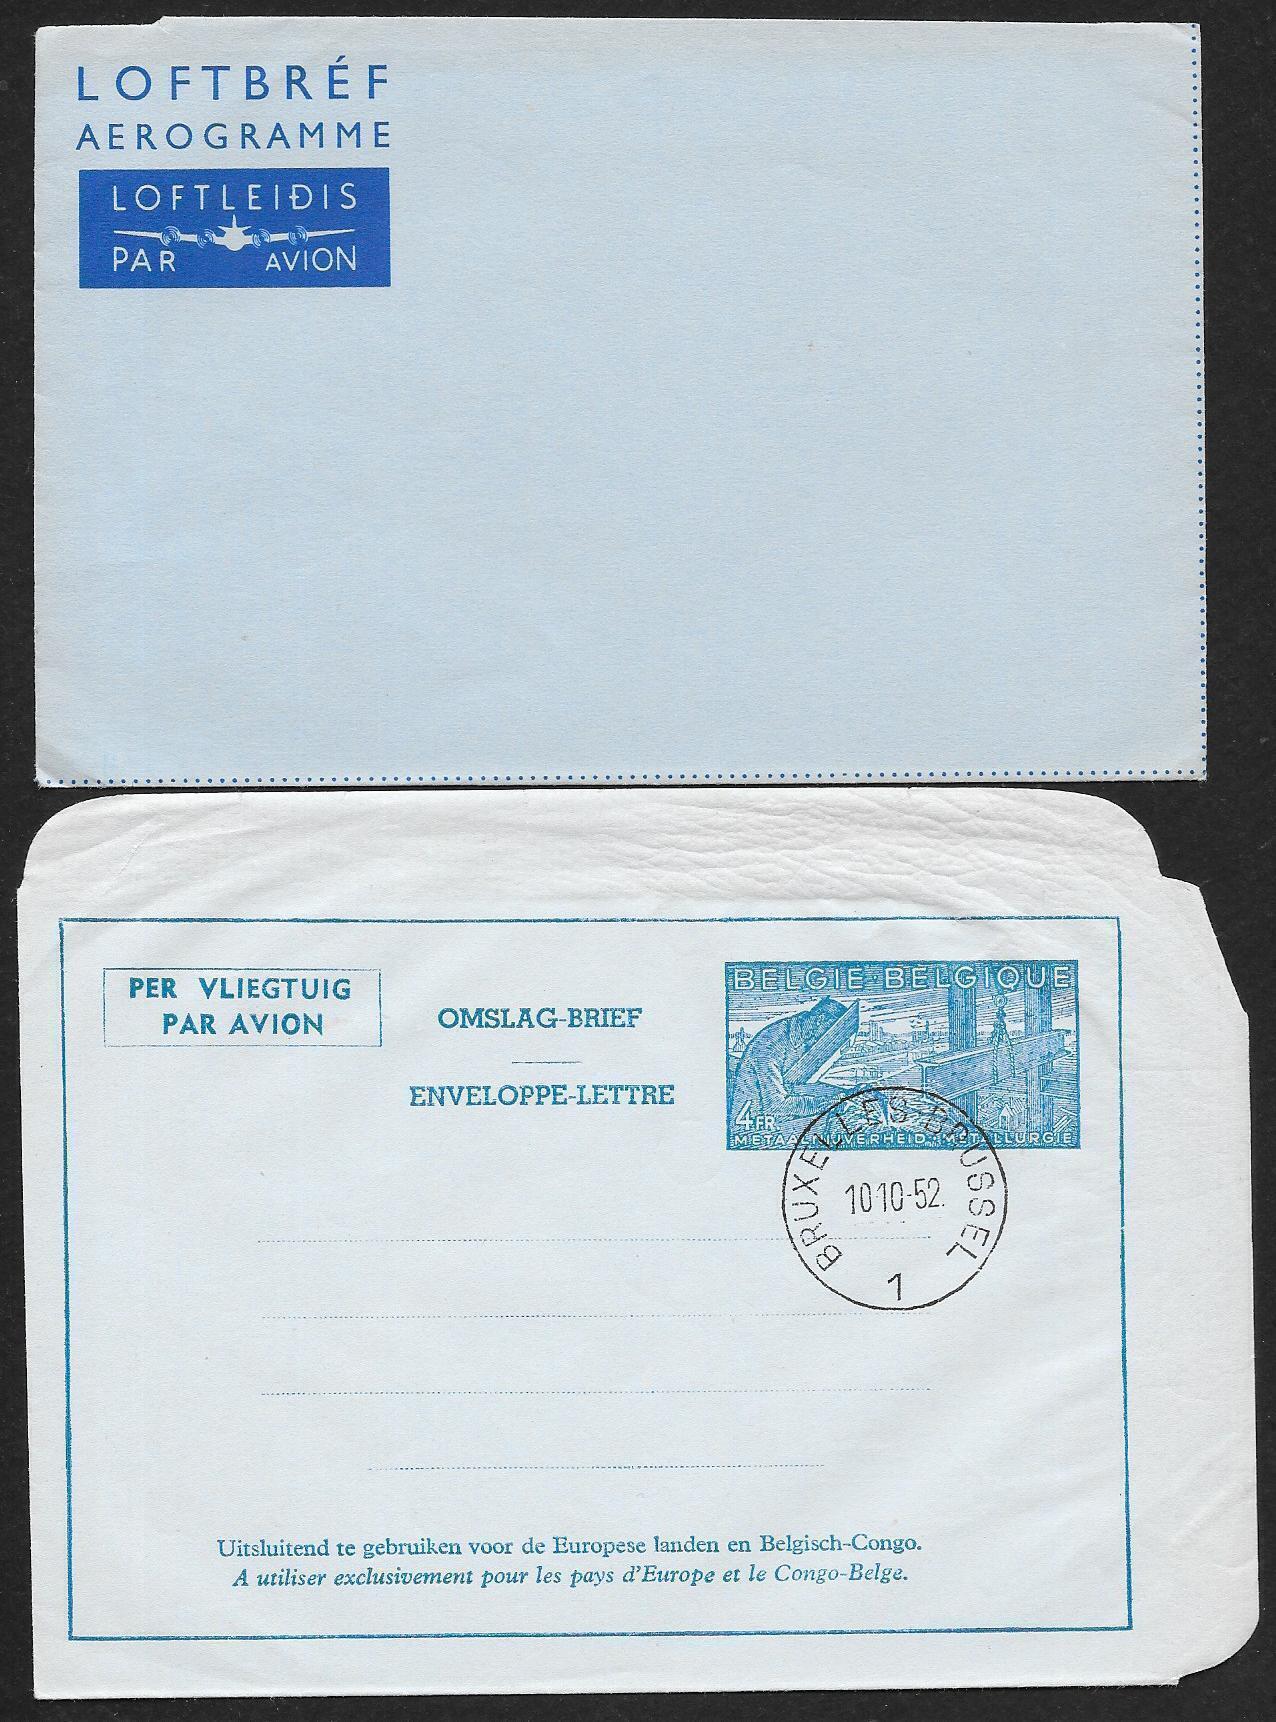 LOFTBRÉF
AEROGRAMME
LOFTLEIÐIS
PAR AVION
PER VLIEGTUIG
PAR AVION
OMSLAG-BRIEF
ENVELOPPE-LETTRE
BELGIE·BELGIQUE
4FR
METAALNIJVERHEID·METALLURGIE
BRUXELLES-BRUSSEL
1010-52.
1
Uitsluitend te gebruiken voor de Europese landen en Belgisch-Congo.
A utiliser exclusivement pour les pays d'Europe et le Congo-Belge.